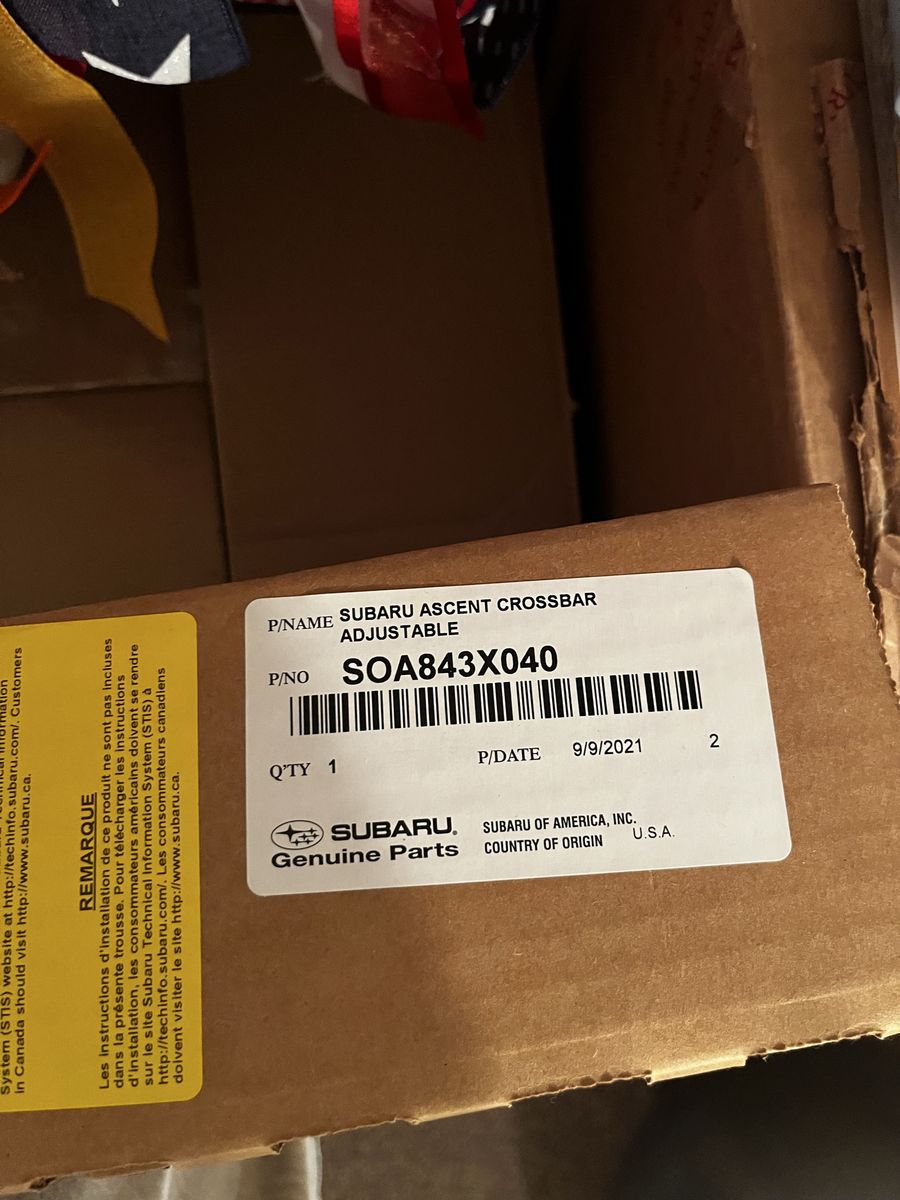 P/NAME SUBARU ASCENT CROSSBAR
ADJUSTABLE
P/NO SOA843X040
Q'TY 1 P/DATE 9/9/2021 2
SUBARU®
Genuine Parts
SUBARU OF AMERICA, INC.
COUNTRY OF ORIGIN U.S.A.
System (STIS) website at http://techinfo.subaru.com/. Customers
in Canada should visit http://www.subaru.ca.
REMARQUE
Les instructions d'installation de ce produit ne sont pas incluses
dans la présente trousse. Pour télécharger les instructions
d'installation, les consommateurs américains doivent se rendre
sur le site Subaru Technical Information System (STIS) à
http://techinfo.subaru.com/. Les consommateurs canadiens
doivent visiter le site http://www.subaru.ca.